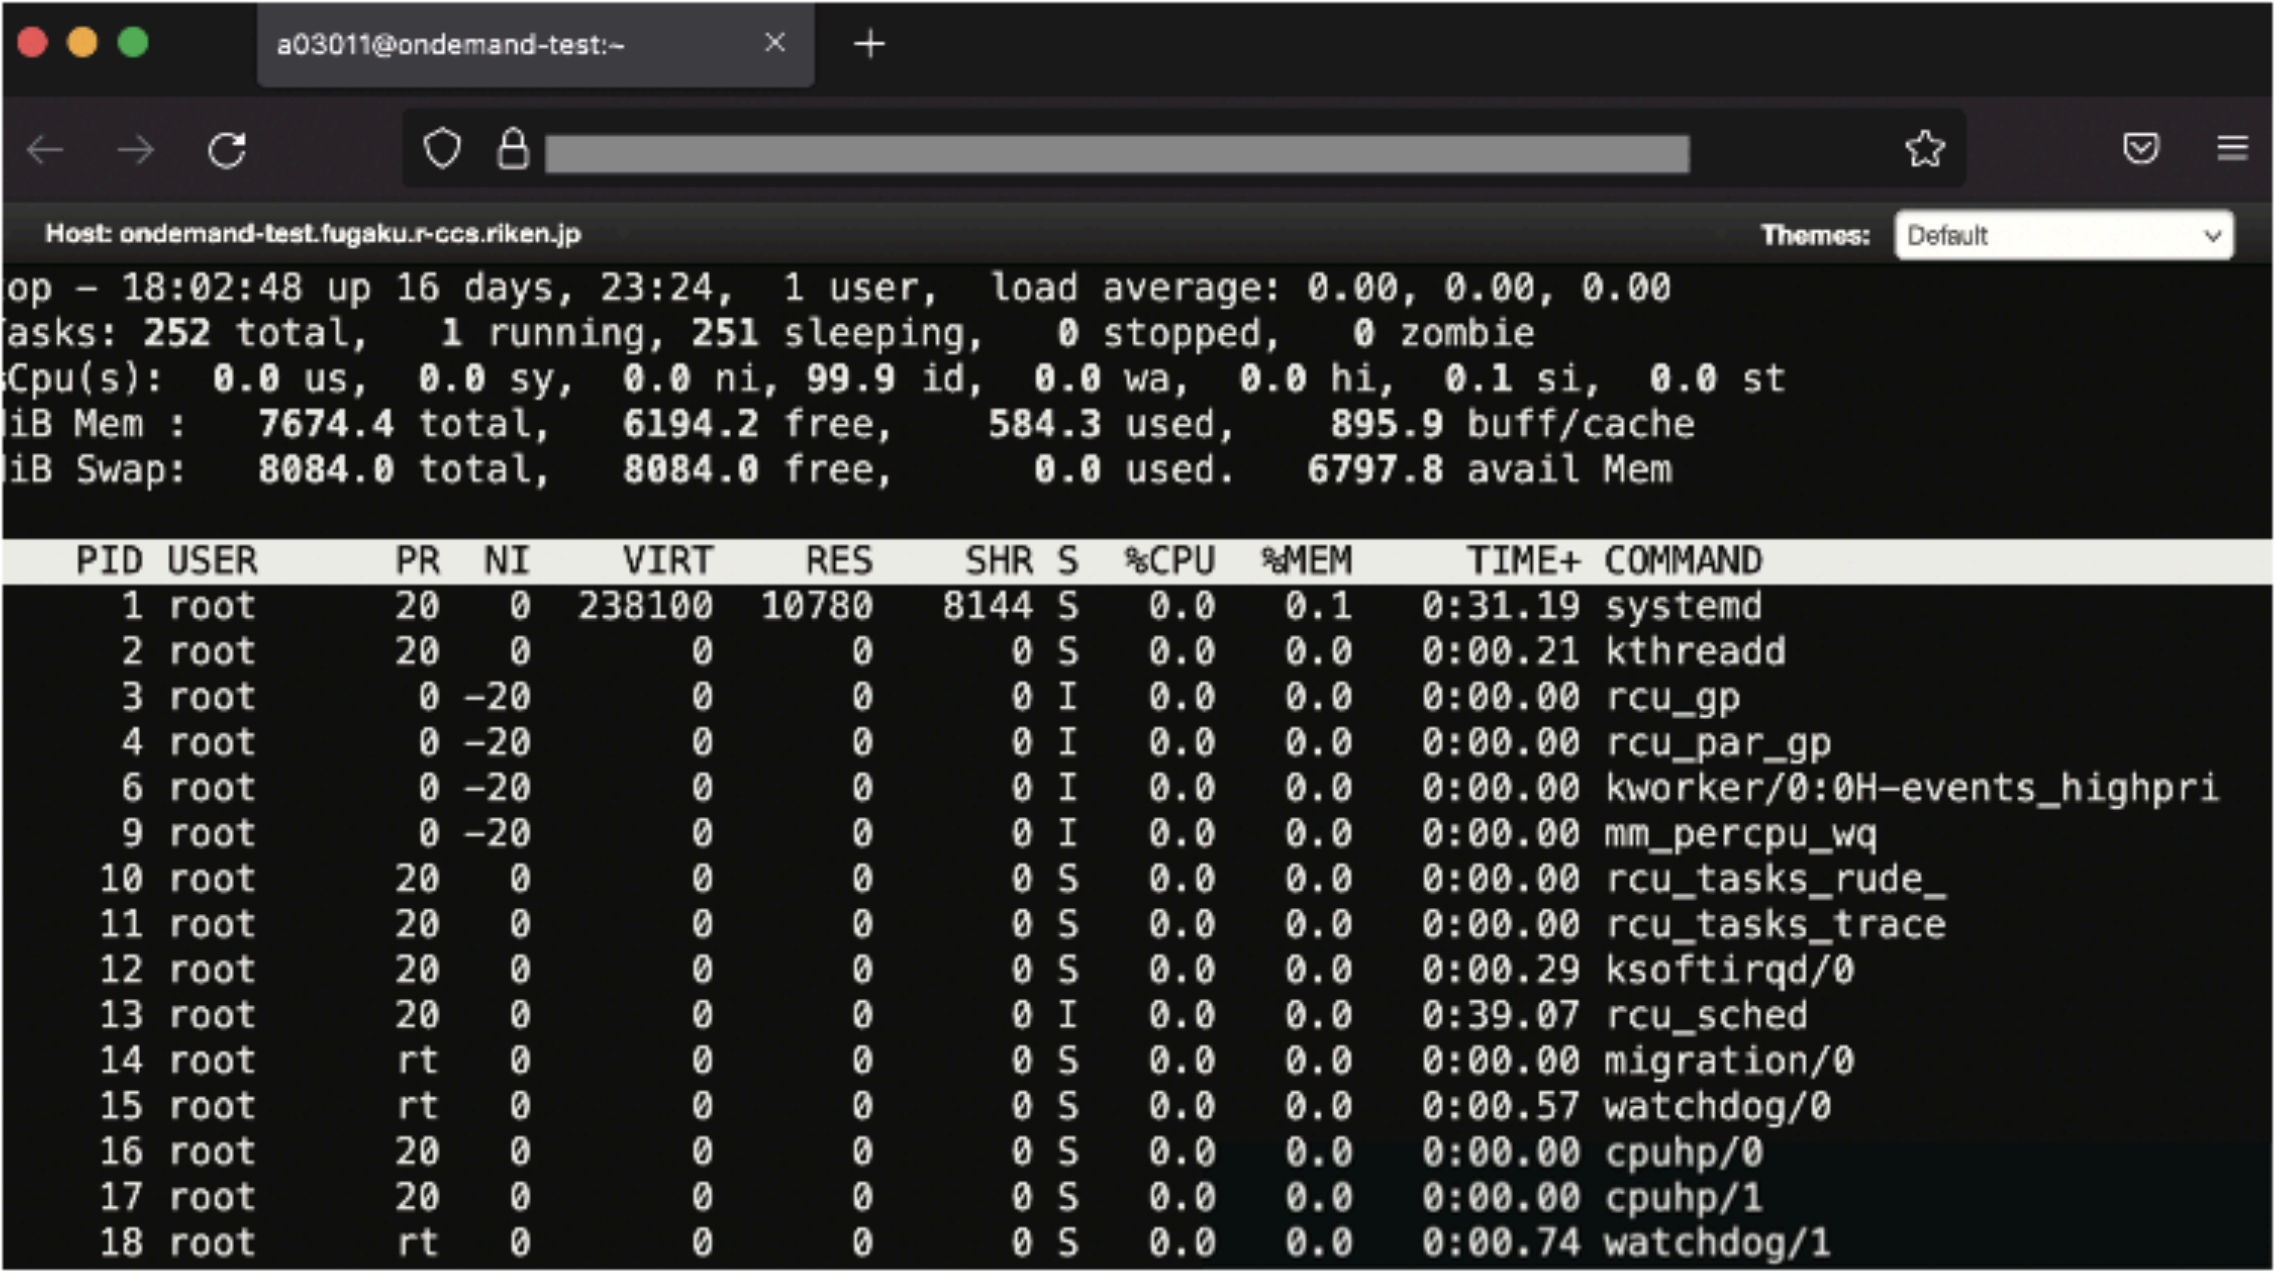 a03011@ondemand-test:~
Host: ondemand-test.fugaku.r-ccs.riken.jp Themes: Default
op - 18:02:48 up 16 days, 23:24, 1 user, load average: 0.00, 0.00, 0.00
asks: 252 total, 1 running, 251 sleeping, 0 stopped, 0 zombie
Cpu(s): 0.0 us, 0.0 sy, 0.0 ni, 99.9 id, 0.0 wa, 0.0 hi, 0.1 si, 0.0 st
iB Mem : 7674.4 total, 6194.2 free, 584.3 used, 895.9 buff/cache
iB Swap: 8084.0 total, 8084.0 free, 0.0 used. 6797.8 avail Mem
PID USER PR NI VIRT RES SHR S %CPU %MEM TIME+ COMMAND
1 root 20 0 238100 10780 8144 S 0.0 0.1 0:31.19 systemd
2 root 20 0 0 0 0 S 0.0 0.0 0:00.21 kthreadd
3 root 0 -20 0 0 0 I 0.0 0.0 0:00.00 rcu_gp
4 root 0 -20 0 0 0 I 0.0 0.0 0:00.00 rcu_par_gp
6 root 0 -20 0 0 0 I 0.0 0.0 0:00.00 kworker/0:0H-events_highpri
9 root 0 -20 0 0 0 I 0.0 0.0 0:00.00 mm_percpu_wq
10 root 20 0 0 0 0 S 0.0 0.0 0:00.00 rcu_tasks_rude_
11 root 20 0 0 0 0 S 0.0 0.0 0:00.00 rcu_tasks_trace
12 root 20 0 0 0 0 S 0.0 0.0 0:00.29 ksoftirqd/0
13 root 20 0 0 0 0 I 0.0 0.0 0:39.07 rcu_sched
14 root rt 0 0 0 0 S 0.0 0.0 0:00.00 migration/0
15 root rt 0 0 0 0 S 0.0 0.0 0:00.57 watchdog/0
16 root 20 0 0 0 0 S 0.0 0.0 0:00.00 cpuhp/0
17 root 20 0 0 0 0 S 0.0 0.0 0:00.00 cpuhp/1
18 root rt 0 0 0 0 S 0.0 0.0 0:00.74 watchdog/1